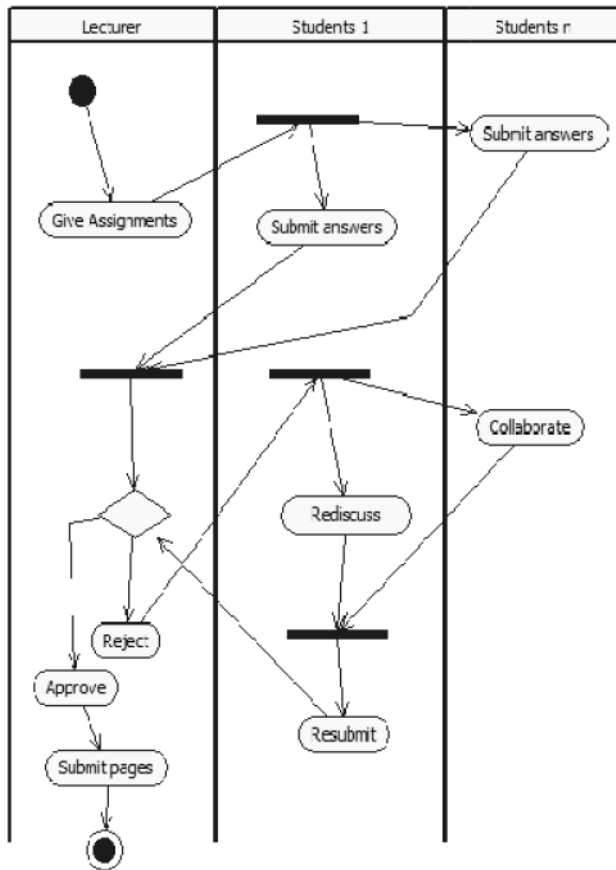 Lecturer
Students 1
Students n
Submit answers
Give Assignments
Submit answers
Collaborate
Rediscuss
Reject
Approve
Resubmit
Submit pages